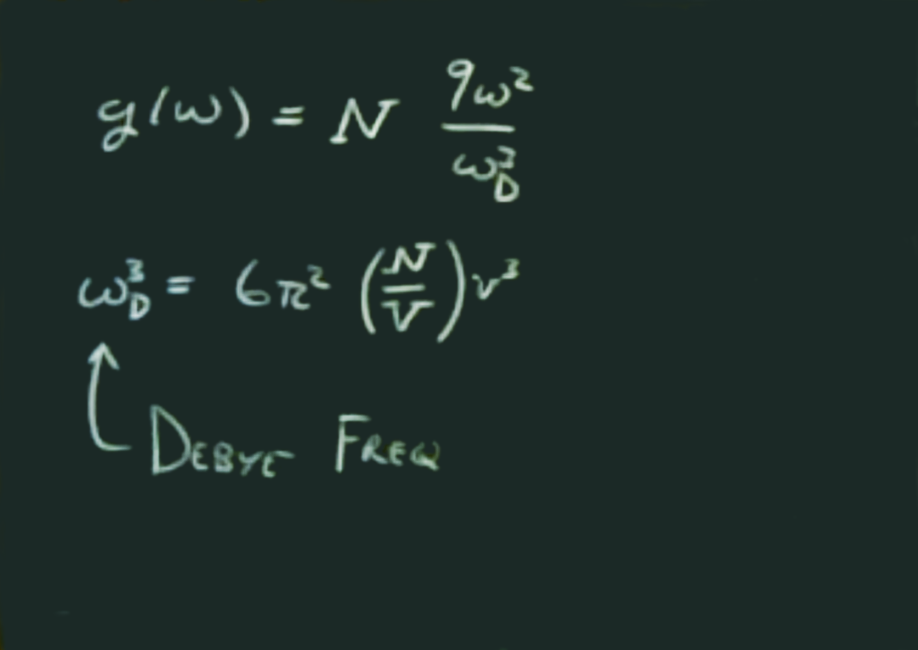 g(ω) = N 9ω²/ω_D³
ω_D³ = 6π² (N/V) v³
DEBYE FREQ